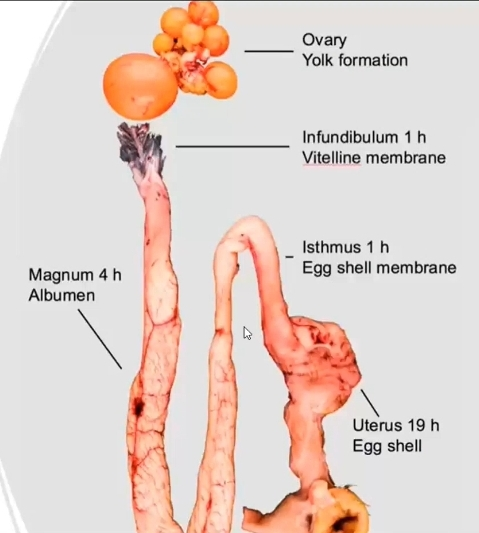 Ovary
Yolk formation
Infundibulum 1 h
Vitelline membrane
Isthmus 1 h
Egg shell membrane
Magnum 4 h
Albumen
Uterus 19 h
Egg shell